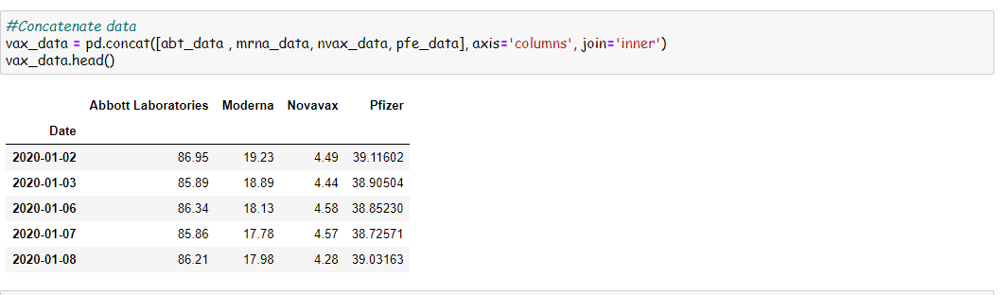 #Concatenate data
vax_data = pd.concat([abt_data , mrna_data, nvax_data, pfe_data], axis='columns', join='inner')
vax_data.head()
Abbott Laboratories Moderna Novavax Pfizer
Date
2020-01-02 86.95 19.23 4.49 39.11602
2020-01-03 85.89 18.89 4.44 38.90504
2020-01-06 86.34 18.13 4.58 38.85230
2020-01-07 85.86 17.78 4.57 38.72571
2020-01-08 86.21 17.98 4.28 39.03163